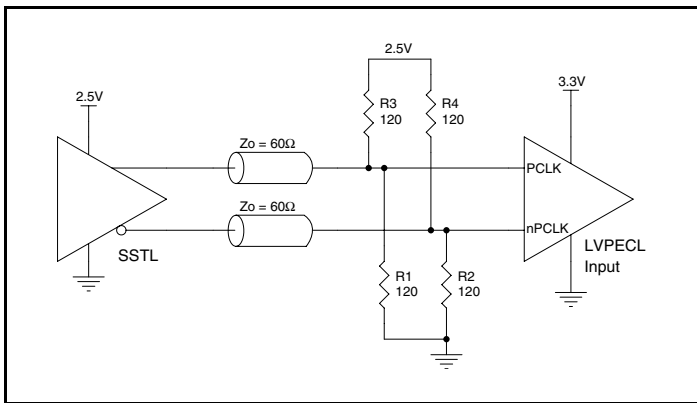 2.5V
2.5V
3.3V
R3
120
R4
120
Zo = 60Ω
PCLK
Zo = 60Ω
nPCLK
SSTL
LVPECL
Input
R1
120
R2
120